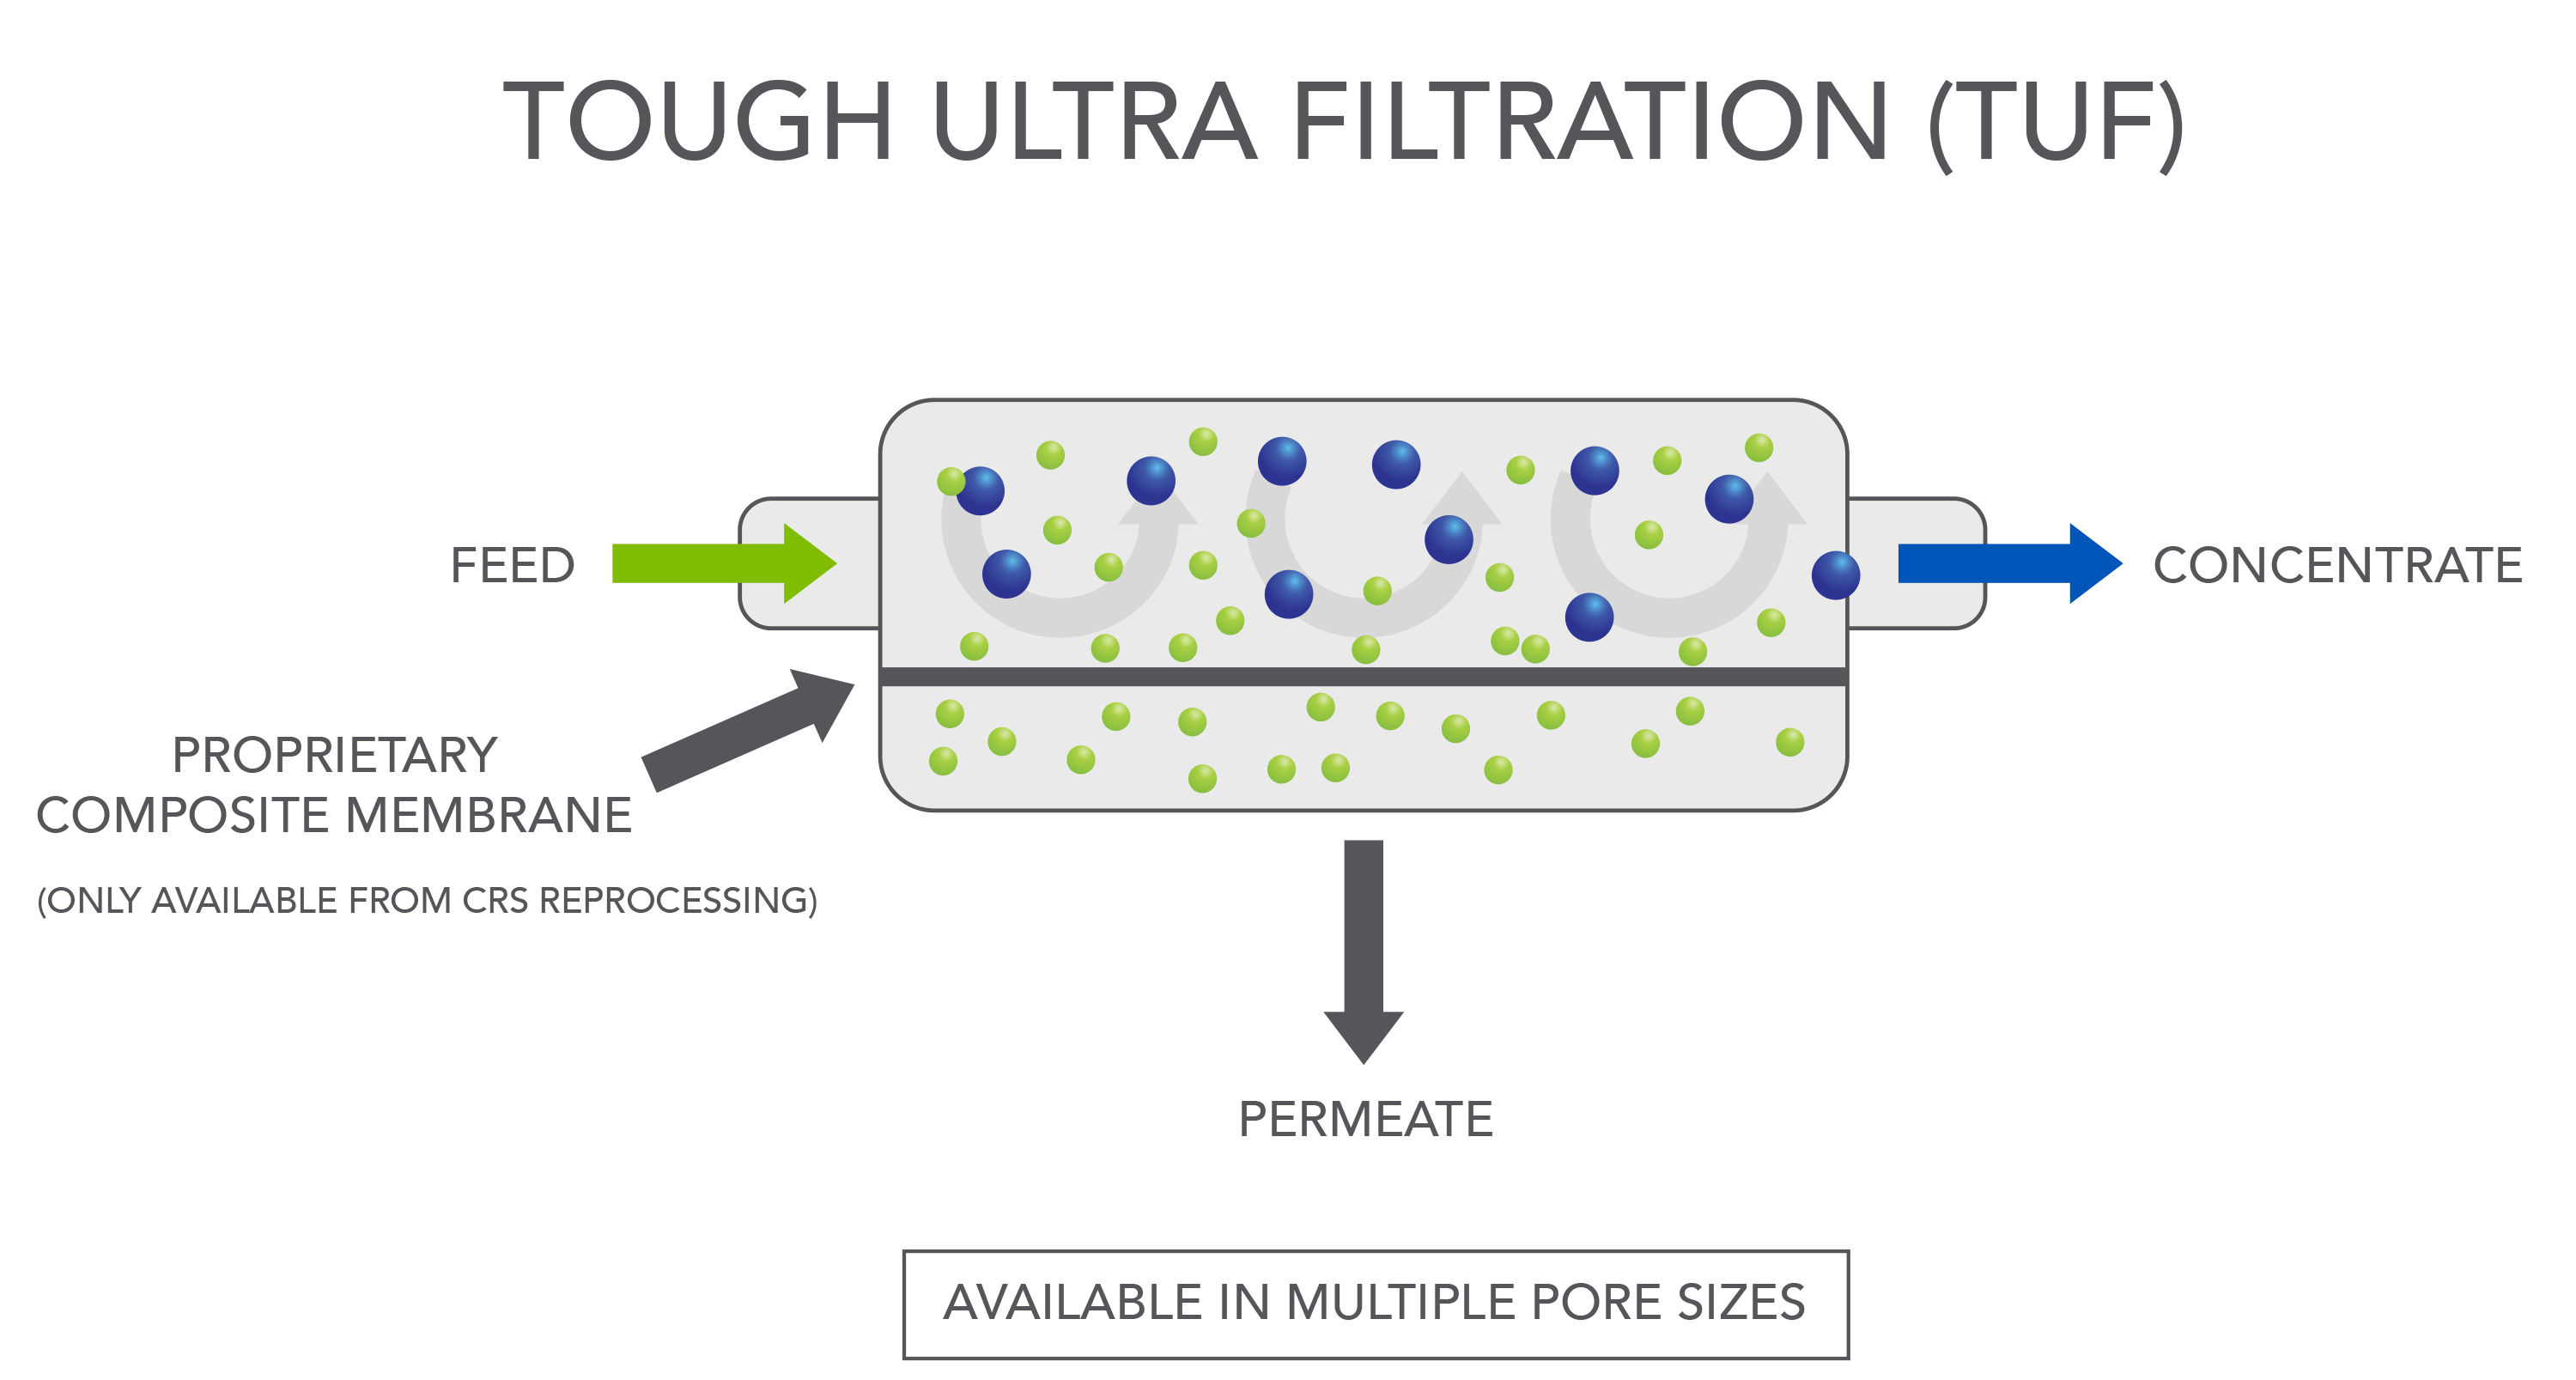 TOUGH ULTRA FILTRATION (TUF)
FEED
CONCENTRATE
PROPRIETARY
COMPOSITE MEMBRANE
(ONLY AVAILABLE FROM CRS REPROCESSING)
PERMEATE
AVAILABLE IN MULTIPLE PORE SIZES